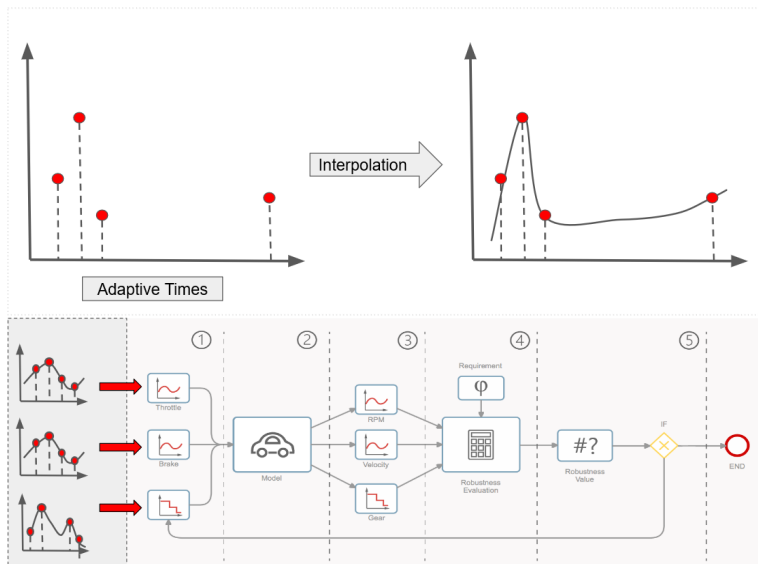 Interpolation
Adaptive Times
1
2
3
4
5
Requirement
φ
Throttle
RPM
Brake
Model
Velocity
Robustness
Evaluation
#?
Robustness
Value
IF
END
Gear